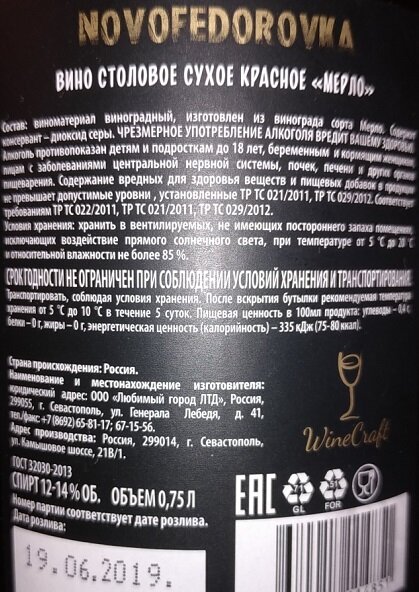 NOVOFEDOROVKA
ВИНО СТОЛОВОЕ СУХОЕ КРАСНОЕ «МЕРЛО»
Состав: виноматериал виноградный, изготовлен из винограда сорта Мерло.
консервант – диоксид серы. ЧРЕЗМЕРНОЕ УПОТРЕБЛЕНИЕ АЛКОГОЛЯ ВРЕДИТ ВАШЕМУ
Алкоголь противопоказан детям и подросткам до 18 лет, беременным и кормящим
лицам с заболеваниями центральной нервной системы, почек, печени и других
пищеварения. Содержание вредных для здоровья веществ и пищевых добавок в
не превышает допустимые уровни , установленные ТР ТС 021/2011, ТР ТС 029/2012.
требованиям ТР ТС 022/2011, ТР ТС 021/2011, ТР ТС 029/2012.
Условия хранения: хранить в вентилируемых, не имеющих постороннего запаха
исключающих воздействие прямого солнечного света, при температуре от 5 °С до 20 °С
и относительной влажности не более 85 %.
СРОК ГОДНОСТИ НЕ ОГРАНИЧЕН ПРИ СОБЛЮДЕНИИ УСЛОВИЙ ХРАНЕНИЯ И
Транспортировать, соблюдая условия хранения. После вскрытия бутылки рекомендуемая
хранения от 5 °С до 10 °С в течение 5 суток. Пищевая ценность в 100мл продукта: углеводы – 0,4
белки – 0 г, жиры – 0 г, энергетическая ценность (калорийность) – 335 кДж (75-80 ккал).
Страна происхождения: Россия.
Наименование и местонахождение изготовителя:
юридический адрес: ООО «Любимый город ЛТД», Россия,
299055, г. Севастополь, ул. Генерала Лебедя, д. 41,
тел./факс: +7 (8692) 65-81-17; 67-15-56.
Адрес производства: Россия, 299014, г. Севастополь,
ул. Камышовое шоссе, 21В/1.
WineCraft
ГОСТ 32030-2013
СПИРТ 12-14 % ОБ. ОБЪЕМ 0,75 Л
Номер партии соответствует дате розлива.
Дата розлива:
19.06.2019.
EAC
71
GL
51
FOR